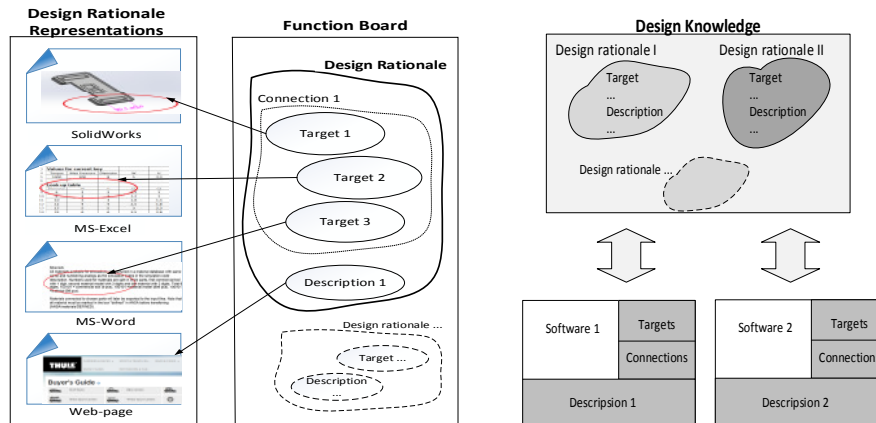 Design Rationale
Representations
SolidWorks
MS-Excel
MS-Word
THULE
Buyer's Guide
Web-page
Function Board
Design Rationale
Connection 1
Target 1
Target 2
Target 3
Description 1
Design rationale ...
Target ...
Description
...
Design Knowledge
Design rationale I
Target
...
Description
...
Design rationale II
Target
...
Description
...
Design rationale ...
Software 1
Targets
Connections
Descripsion 1
Software 2
Targets
Connection
Descripsion 2